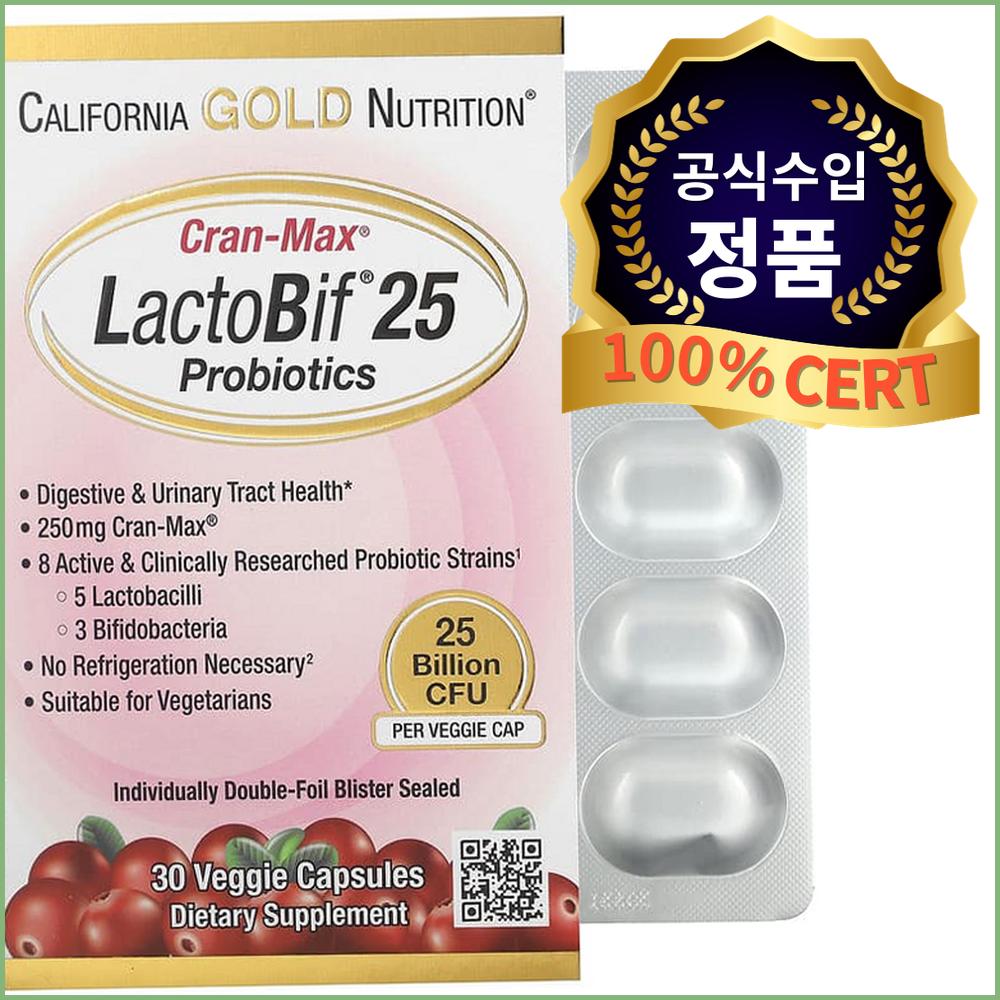 CALIFORNIA GOLD NUTRITION®
Cran-Max®
LactoBif® 25
Probiotics
• Digestive & Urinary Tract Health*
• 250mg Cran-Max®
• 8 Active & Clinically Researched Probiotic Strains¹
○ 5 Lactobacilli
○ 3 Bifidobacteria
• No Refrigeration Necessary²
• Suitable for Vegetarians
25
Billion
CFU
PER VEGGIE CAP
Individually Double-Foil Blister Sealed
30 Veggie Capsules
Dietary Supplement
공식수입
정품
100% CERT